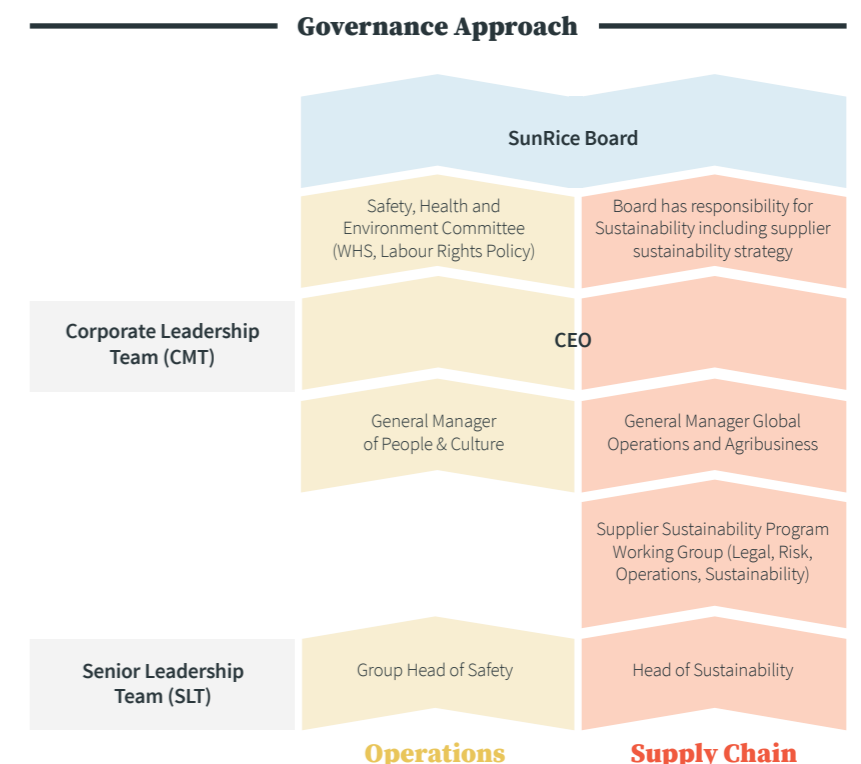 Governance Approach
SunRice Board
Safety, Health and
Environment Committee
(WHS, Labour Rights Policy)
Board has responsibility for
Sustainability including supplier
sustainability strategy
Corporate Leadership
Team (CMT)
CEO
General Manager
of People & Culture
General Manager Global
Operations and Agribusiness
Supplier Sustainability Program
Working Group (Legal, Risk,
Operations, Sustainability)
Senior Leadership
Team (SLT)
Group Head of Safety
Head of Sustainability
Operations
Supply Chain